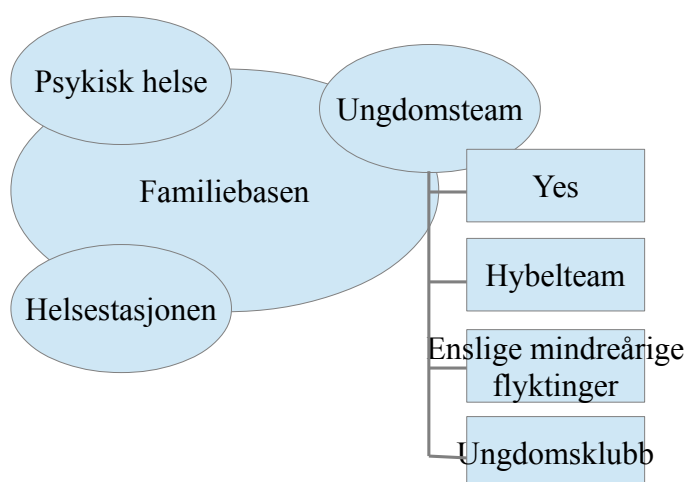 Psykisk helse
Ungdomsteam
Familiebasen
Yes
Hybelteam
Helsestasjonen
Enslige mindreårige
flyktinger
Ungdomsklubb